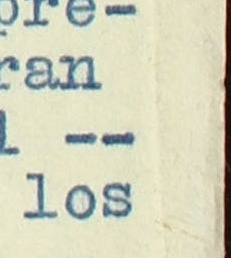 pre-
ran
l --
los